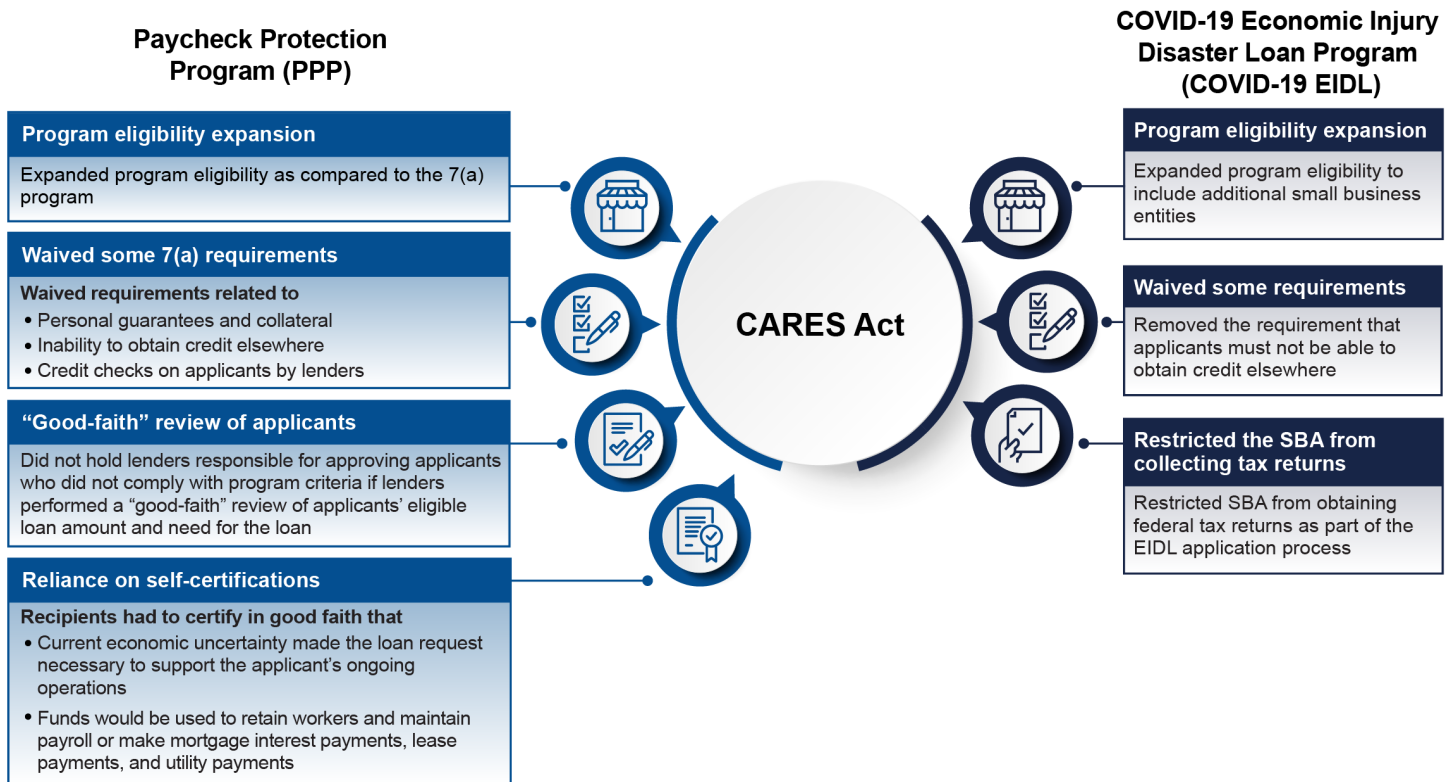 Paycheck Protection
Program (PPP)
Program eligibility expansion
Expanded program eligibility as compared to the 7(a)
program
Waived some 7(a) requirements
Waived requirements related to
• Personal guarantees and collateral
• Inability to obtain credit elsewhere
• Credit checks on applicants by lenders
“Good-faith” review of applicants
Did not hold lenders responsible for approving applicants
who did not comply with program criteria if lenders
performed a “good-faith” review of applicants’ eligible
loan amount and need for the loan
Reliance on self-certifications
Recipients had to certify in good faith that
• Current economic uncertainty made the loan request
necessary to support the applicant’s ongoing
operations
• Funds would be used to retain workers and maintain
payroll or make mortgage interest payments, lease
payments, and utility payments
CARES Act
COVID-19 Economic Injury
Disaster Loan Program
(COVID-19 EIDL)
Program eligibility expansion
Expanded program eligibility to
include additional small business
entities
Waived some requirements
Removed the requirement that
applicants must not be able to
obtain credit elsewhere
Restricted the SBA from
collecting tax returns
Restricted SBA from obtaining
federal tax returns as part of the
EIDL application process